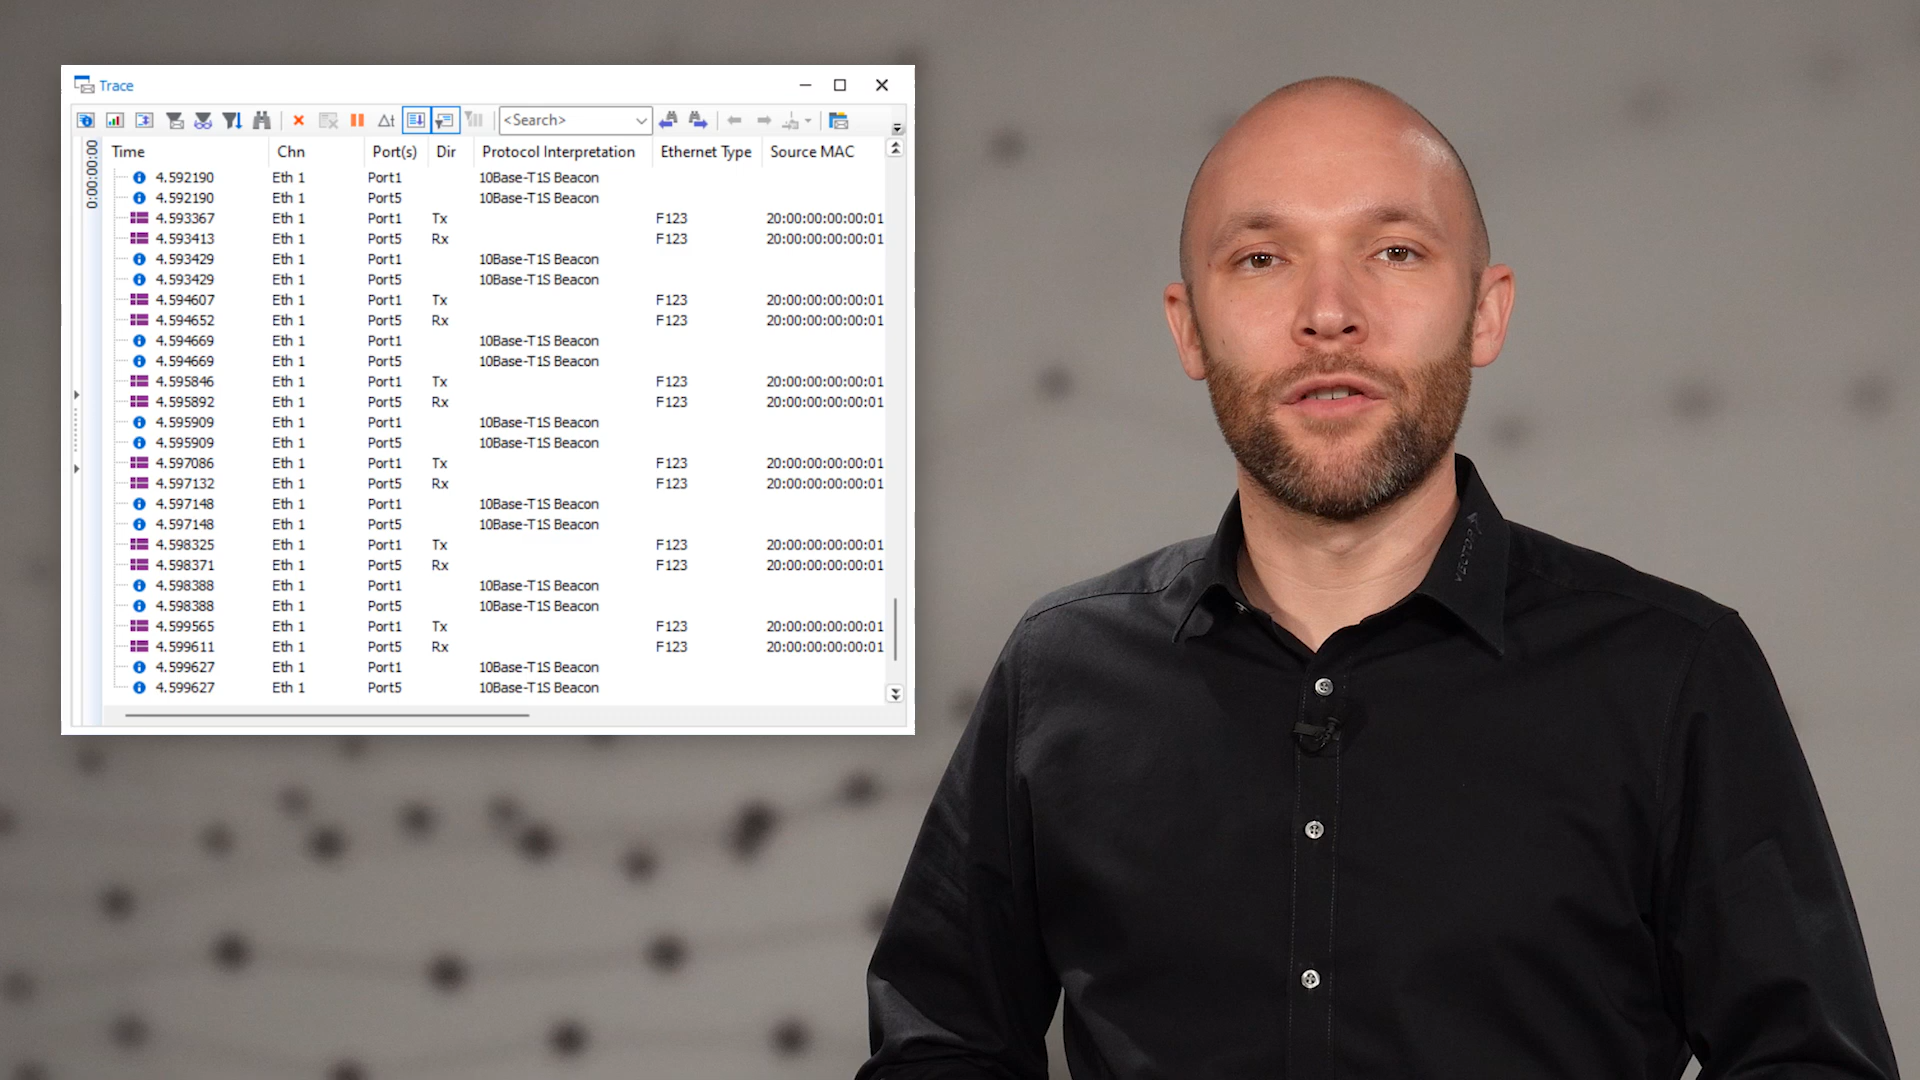 Trace
<Search>
0:00:00:00
Time Chn Port(s) Dir Protocol Interpretation Ethernet Type Source MAC
4.592190 Eth 1 Port1 10Base-T1S Beacon
4.592190 Eth 1 Port5 10Base-T1S Beacon
4.593367 Eth 1 Port1 Tx F123 20:00:00:00:00:01
4.593413 Eth 1 Port5 Rx F123 20:00:00:00:00:01
4.593429 Eth 1 Port1 10Base-T1S Beacon
4.593429 Eth 1 Port5 10Base-T1S Beacon
4.594607 Eth 1 Port1 Tx F123 20:00:00:00:00:01
4.594652 Eth 1 Port5 Rx F123 20:00:00:00:00:01
4.594669 Eth 1 Port1 10Base-T1S Beacon
4.594669 Eth 1 Port5 10Base-T1S Beacon
4.595846 Eth 1 Port1 Tx F123 20:00:00:00:00:01
4.595892 Eth 1 Port5 Rx F123 20:00:00:00:00:01
4.595909 Eth 1 Port1 10Base-T1S Beacon
4.595909 Eth 1 Port5 10Base-T1S Beacon
4.597086 Eth 1 Port1 Tx F123 20:00:00:00:00:01
4.597132 Eth 1 Port5 Rx F123 20:00:00:00:00:01
4.597148 Eth 1 Port1 10Base-T1S Beacon
4.597148 Eth 1 Port5 10Base-T1S Beacon
4.598325 Eth 1 Port1 Tx F123 20:00:00:00:00:01
4.598371 Eth 1 Port5 Rx F123 20:00:00:00:00:01
4.598388 Eth 1 Port1 10Base-T1S Beacon
4.598388 Eth 1 Port5 10Base-T1S Beacon
4.599565 Eth 1 Port1 Tx F123 20:00:00:00:00:01
4.599611 Eth 1 Port5 Rx F123 20:00:00:00:00:01
4.599627 Eth 1 Port1 10Base-T1S Beacon
4.599627 Eth 1 Port5 10Base-T1S Beacon
VECTOR